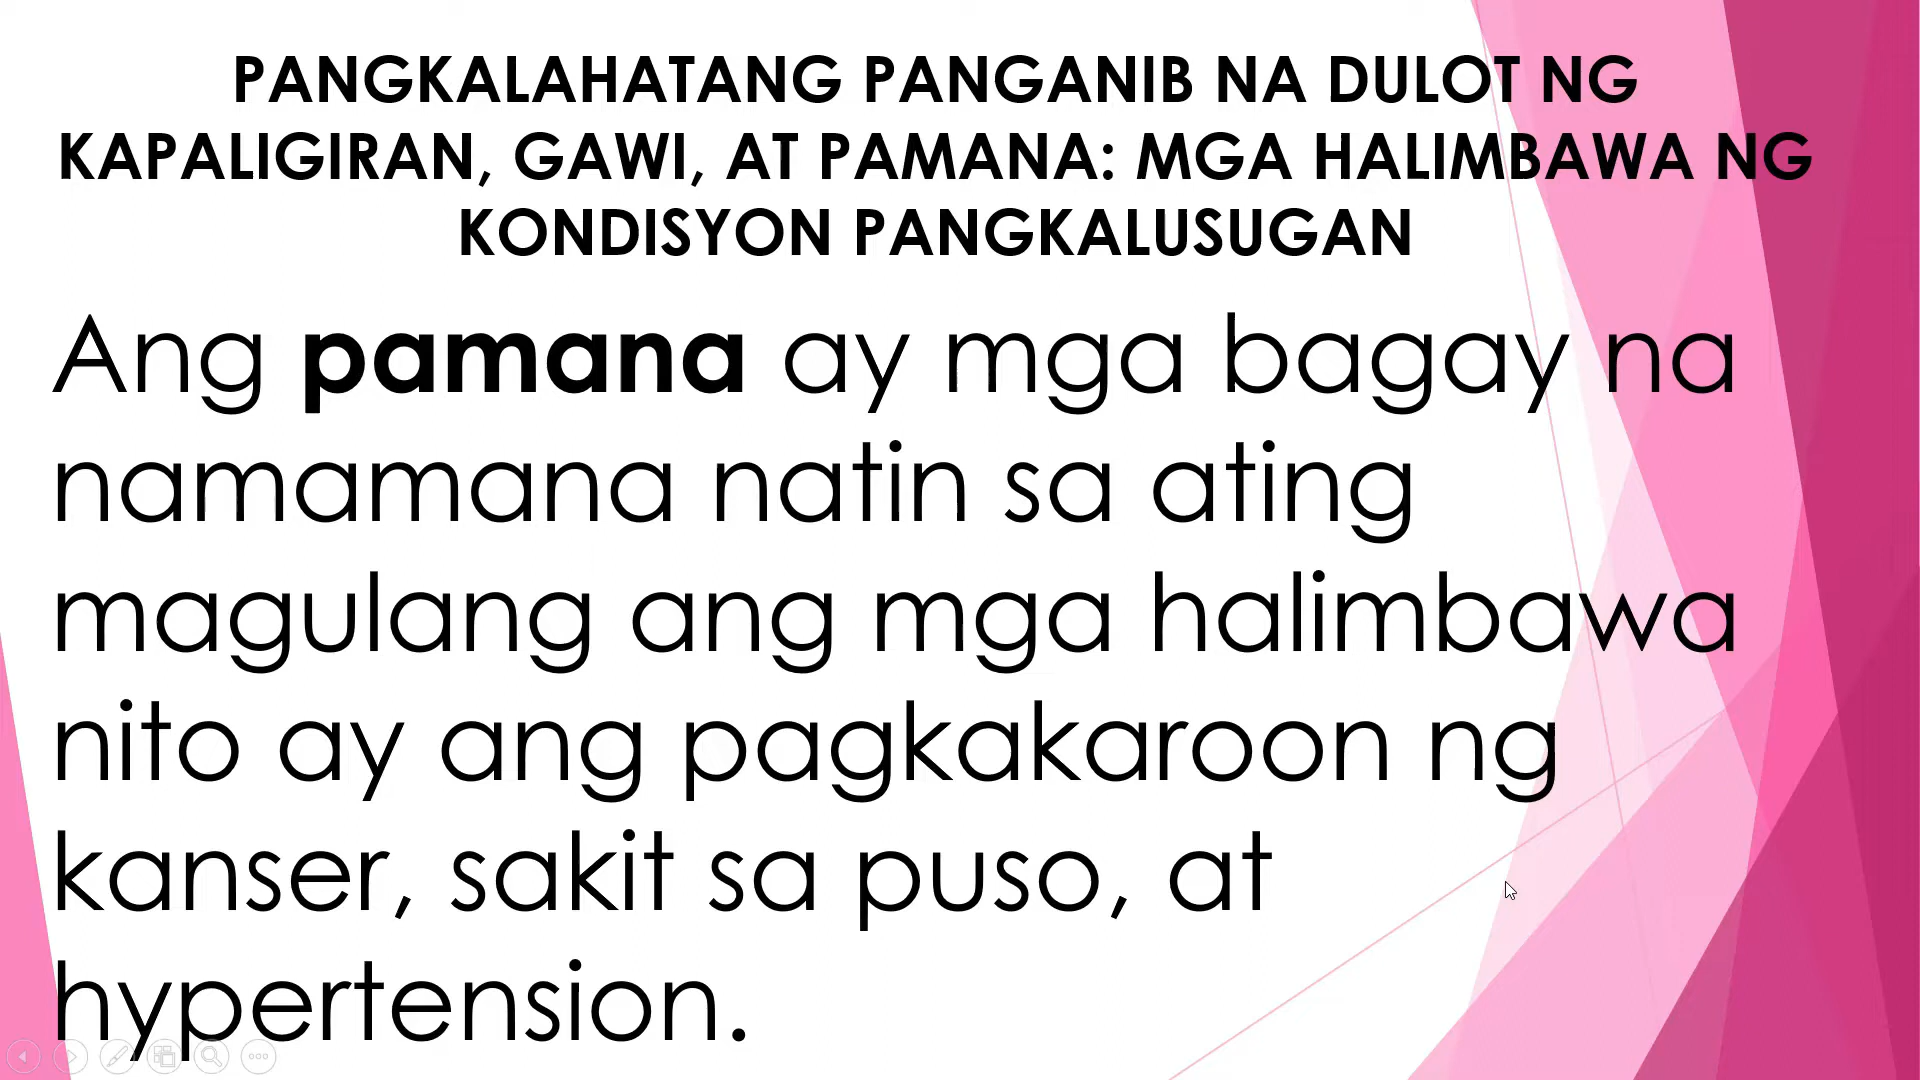 PANGKALAHATANG PANGANIB NA DULOT NG
KAPALIGIRAN, GAWI, AT PAMANA: MGA HALIMBAWA NG
KONDISYON PANGKALUSUGAN
Ang pamana ay mga bagay na
namamana natin sa ating
magulang ang mga halimbawa
nito ay ang pagkakaroon ng
kanser, sakit sa puso, at
hypertension.